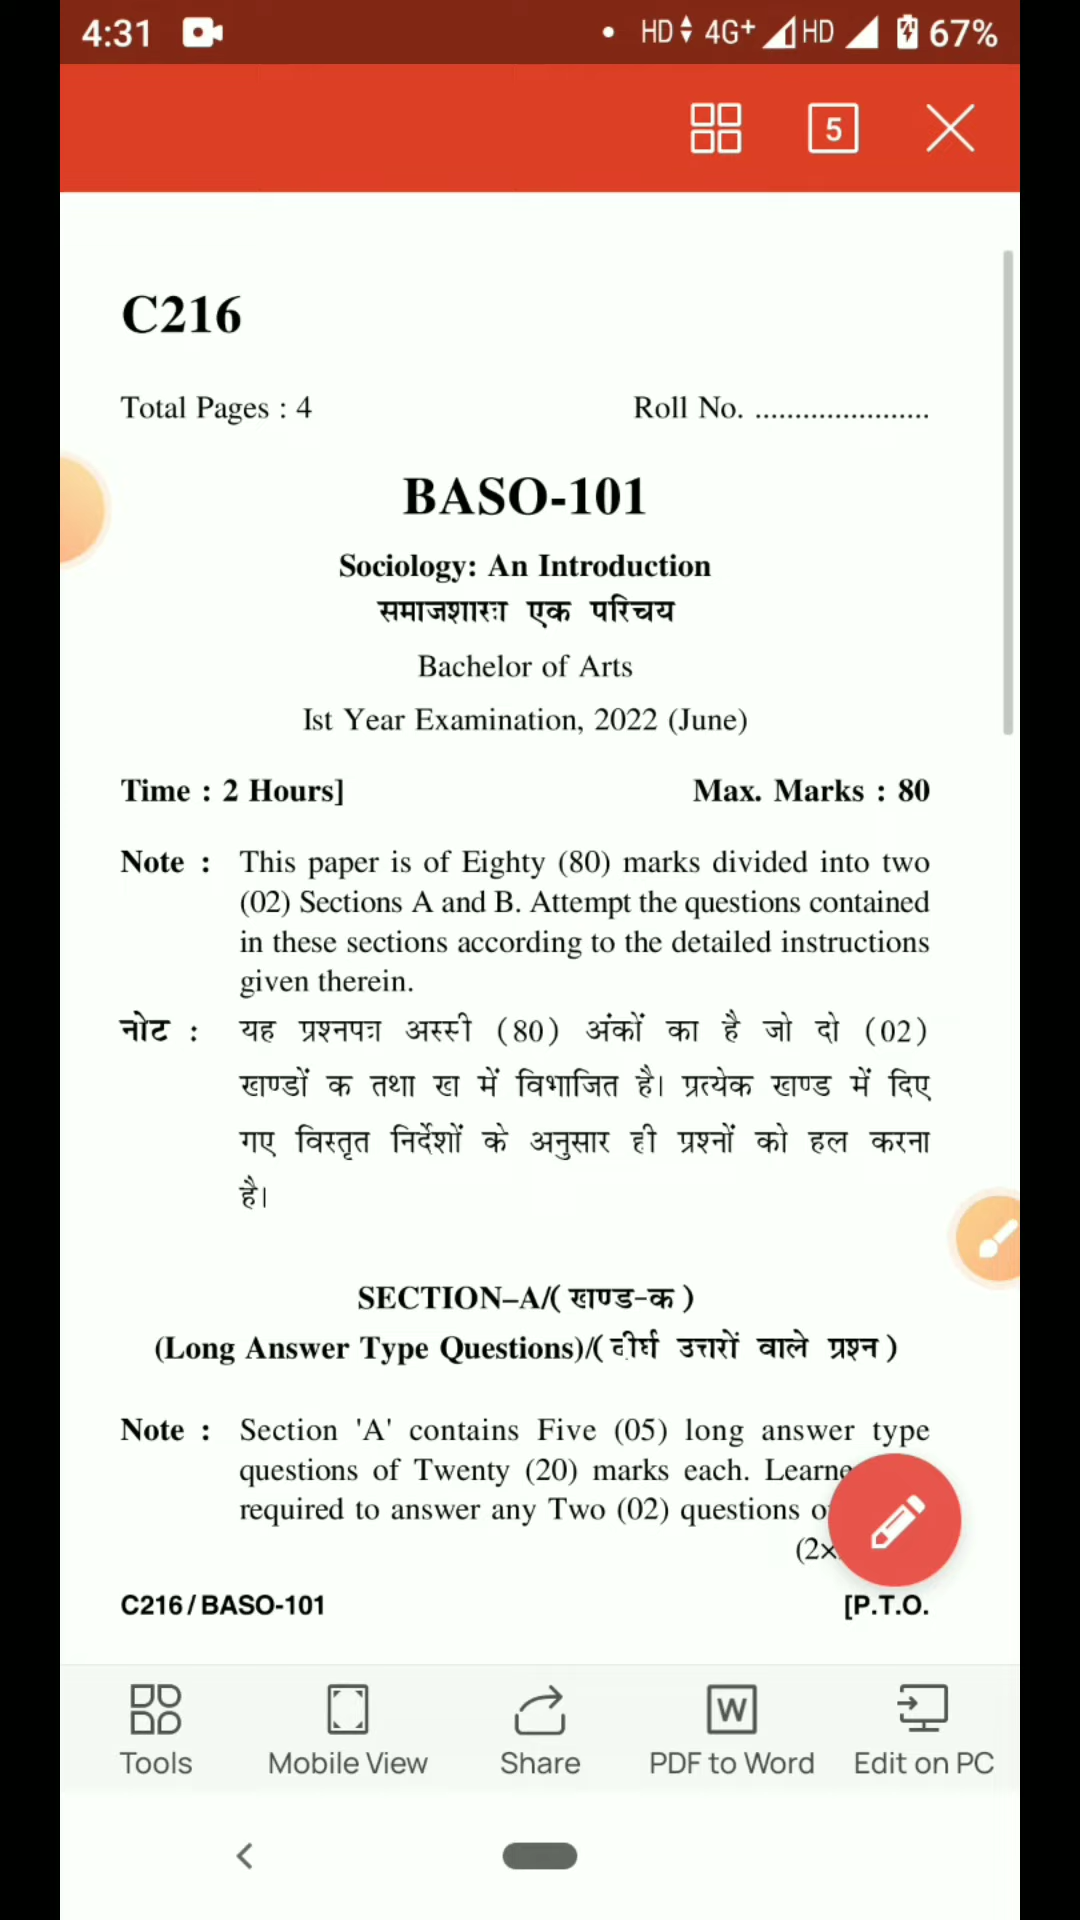 4:31 HD 4G+ HD 67%
5
C216
Total Pages : 4 Roll No. ......................
BASO-101
Sociology: An Introduction
समाजशास्त्र एक परिचय
Bachelor of Arts
Ist Year Examination, 2022 (June)
Time : 2 Hours] Max. Marks : 80
Note : This paper is of Eighty (80) marks divided into two
(02) Sections A and B. Attempt the questions contained
in these sections according to the detailed instructions
given therein.
नोट : यह प्रश्नपत्र अस्सी (80) अंकों का है जो दो (02)
खण्डों क तथा ख में विभाजित है। प्रत्येक खण्ड में दिए
गए विस्तृत निर्देशों के अनुसार ही प्रश्नों को हल करना
है।
SECTION–A/( खण्ड-क )
(Long Answer Type Questions)/( दीर्घ उत्तरों वाले प्रश्न )
Note : Section 'A' contains Five (05) long answer type
questions of Twenty (20) marks each.
required to answer any Two (02) questions
(2×
C216 / BASO-101 [P.T.O.
Tools Mobile View Share PDF to Word Edit on PC